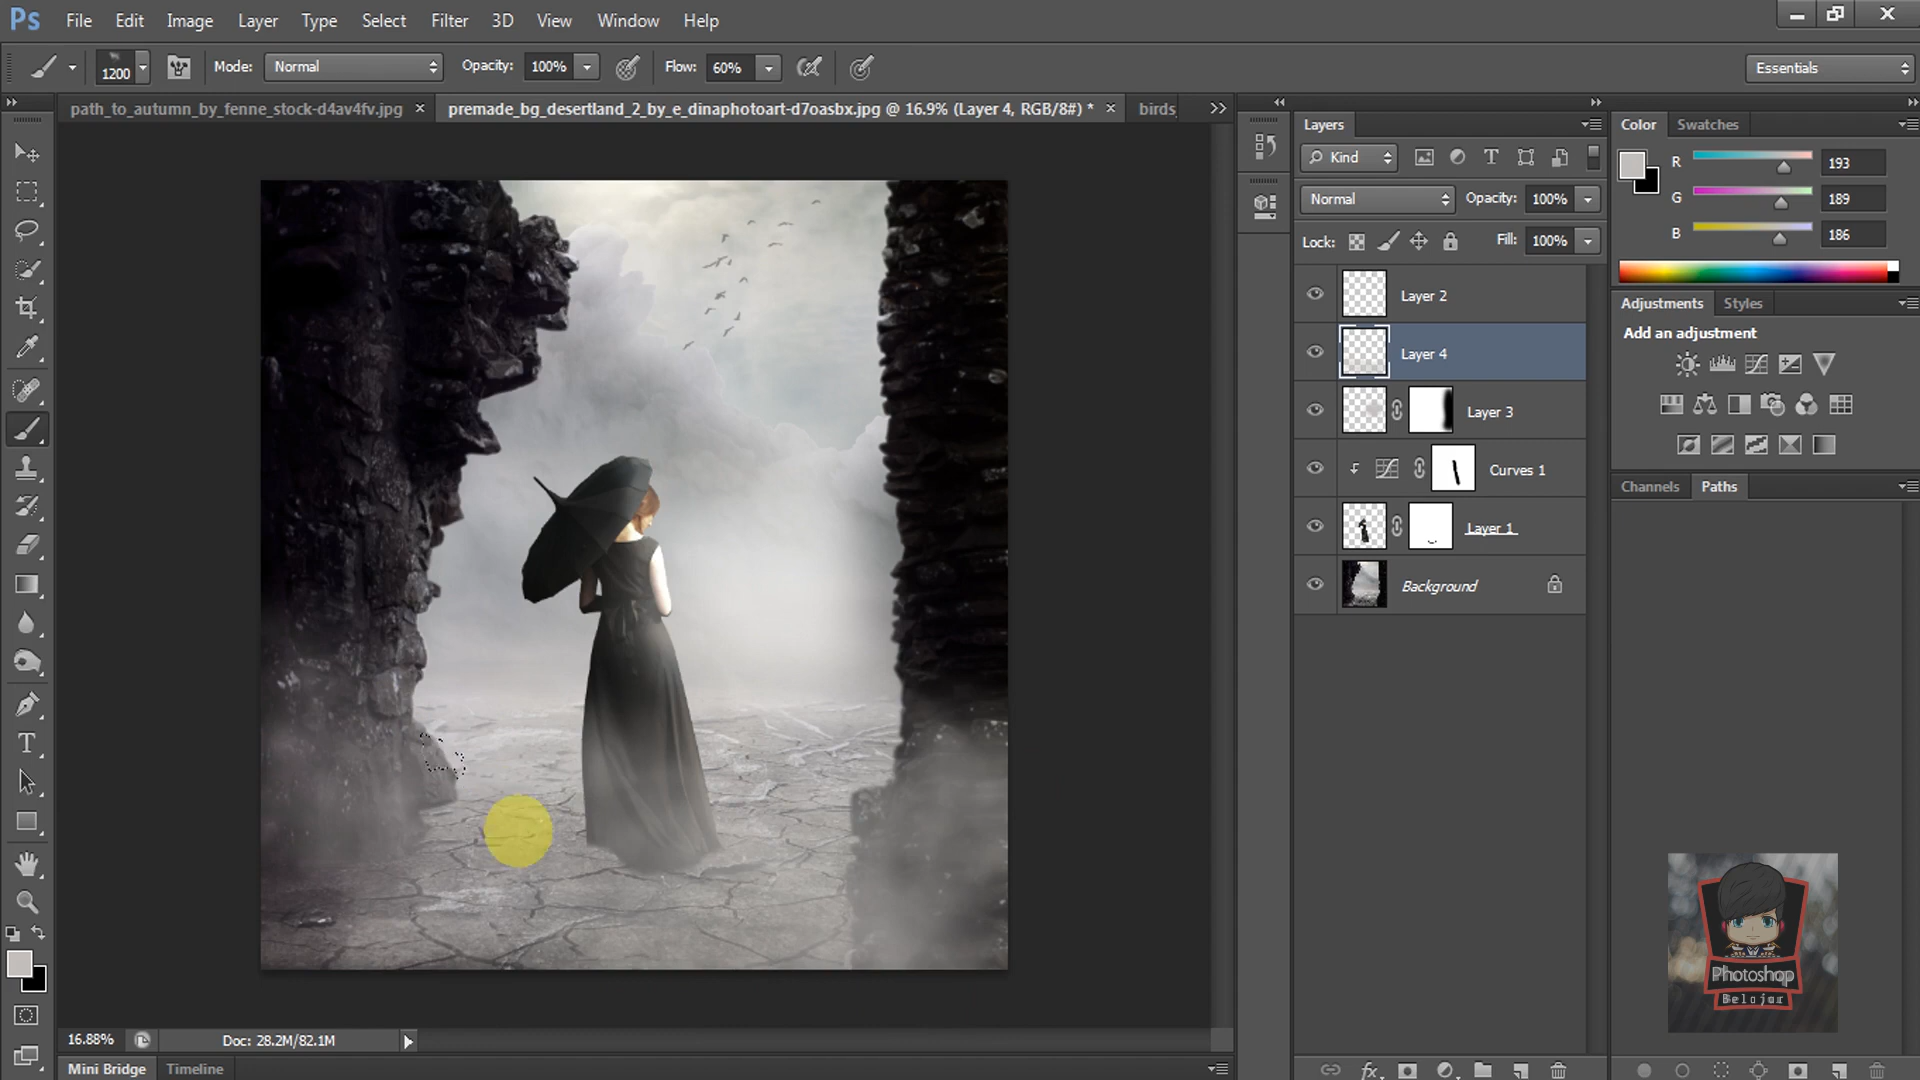 Ps File Edit Image Layer Type Select Filter 3D View Window Help
1200 Mode: Normal Opacity: 100% Flow: 60% Essentials
path_to_autumn_by_fenne_stock-d4av4fv.jpg × premade_bg_desertland_2_by_e_dinaphotoart-d7oasbx.jpg @ 16.9% (Layer 4, RGB/8#) * × birds
Layers
Kind
Normal Opacity: 100%
Lock: Fill: 100%
Layer 2
Layer 4
Layer 3
Curves 1
Layer 1
Background
Color Swatches
R 193
G 189
B 186
Adjustments Styles
Add an adjustment
Channels Paths
Photoshop
Belajar
16.88% Doc: 28.2M/82.1M
Mini Bridge Timeline